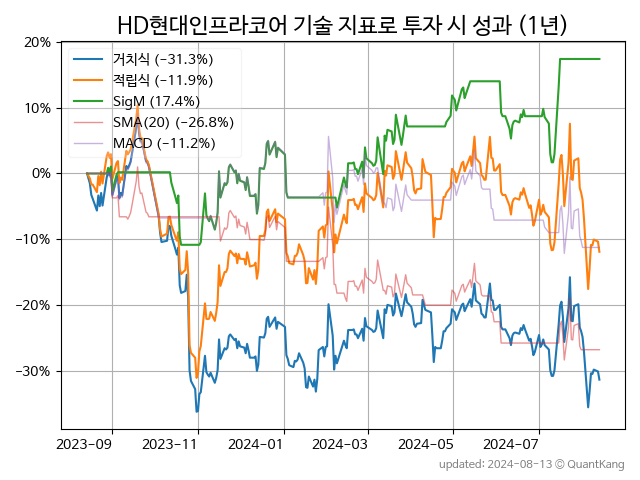 HD현대인프라코어 기술 지표로 투자 시 성과 (1년)
거치식 (−31.3%)
적립식 (−11.9%)
SigM (17.4%)
SMA(20) (−26.8%)
MACD (−11.2%)
20%
10%
0%
−10%
−20%
−30%
2023-09 2023-11 2024-01 2024-03 2024-05 2024-07
updated: 2024-08-13 © QuantKang